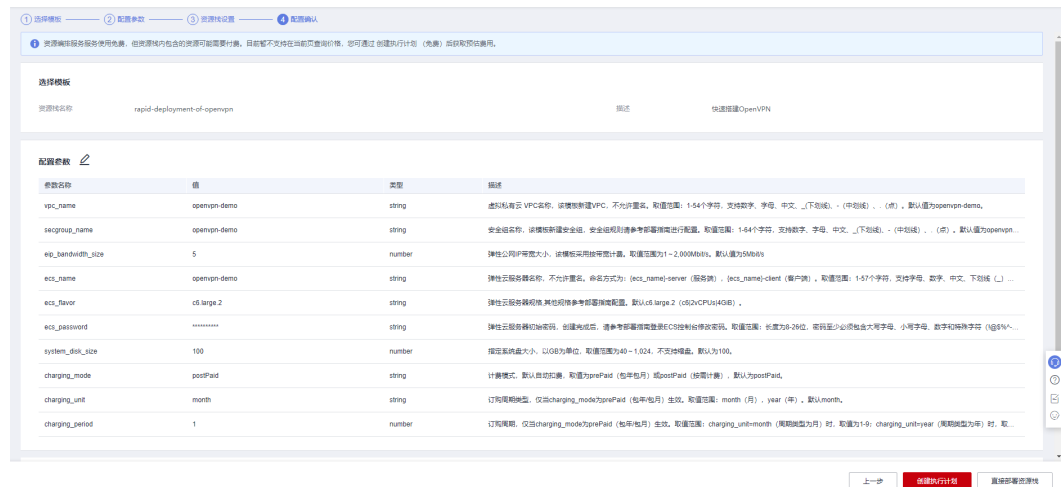 1 选择模板 2 配置参数 3 资源栈设置 4 配置确认
资源编排服务服务使用免费，但资源栈内包含的资源可能需要付费。目前暂不支持在当前页查询价格，您可通过 创建执行计划 （免费）后获取预估费用。
选择模板
资源栈名称 rapid-deployment-of-openvpn 描述 快速搭建OpenVPN
配置参数
参数名称 值 类型 描述
vpc_name openvpn-demo string 虚拟私有云 VPC名称，该模板新建VPC，不允许重名。取值范围：1-54个字符，支持数字、字母、中文、_(下划线)、-（中划线）、.（点）。默认值为openvpn-demo。
secgroup_name openvpn-demo string 安全组名称，该模板新建安全组，安全组规则请参考部署指南进行配置。取值范围：1-64个字符，支持数字、字母、中文、_(下划线)、-（中划线）、.（点）。默认值为openvpn...
eip_bandwidth_size 5 string 弹性公网IP带宽大小，该模板采用按带宽计费。取值范围为1~2,000Mbit/s。默认值为5Mbit/s
ecs_name openvpn-demo string 弹性云服务器名称，不允许重名。命名方式为：{ecs_name}-server（服务端），{ecs_name}-client（客户端）。取值范围：1-57个字符，支持字母、数字、中文、下划线（_）...
ecs_flavor c6.large.2 string 弹性云服务器规格,其他规格参考部署指南配置。默认c6.large.2（c6|2vCPUs|4GiB）。
ecs_password ********** string 弹性云服务器初始密码，创建完成后，请参考部署指南登录ECS控制台修改密码。取值范围：长度为8-26位，密码至少必须包含大写字母、小写字母、数字和特殊字符（!@$%^-...
system_disk_size 100 number 指定系统盘大小，以GB为单位，取值范围为40~1,024，不支持缩盘。默认为100。
charging_mode postPaid string 计费模式，默认自动扣费，取值为prePaid（包年包月）或postPaid（按需计费），默认为postPaid。
charging_unit month string 订购周期类型，仅当charging_mode为prePaid（包年/包月）生效。取值范围：month（月），year（年）。默认month。
charging_period 1 number 订购周期，仅当charging_mode为prePaid（包年/包月）生效。取值范围：charging_unit=month（周期类型为月）时，取值为1-9；charging_unit=year（周期类型为年）时，取...
上一步 创建执行计划 直接部署资源栈